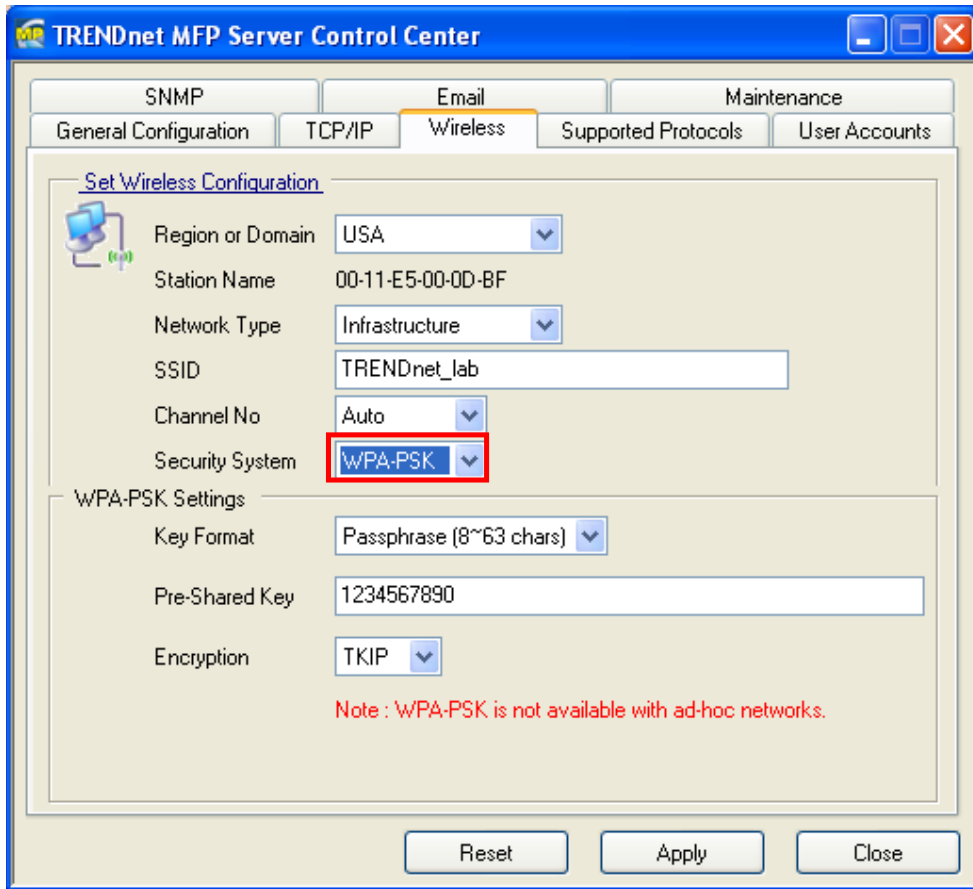 TRENDnet MFP Server Control Center
SNMP Email Maintenance
General Configuration TCP/IP Wireless Supported Protocols User Accounts
Set Wireless Configuration
Region or Domain USA
Station Name 00-11-E5-00-0D-BF
Network Type Infrastructure
SSID TRENDnet_lab
Channel No Auto
Security System WPA-PSK
WPA-PSK Settings
Key Format Passphrase (8~63 chars)
Pre-Shared Key 1234567890
Encryption TKIP
Note : WPA-PSK is not available with ad-hoc networks.
Reset Apply Close